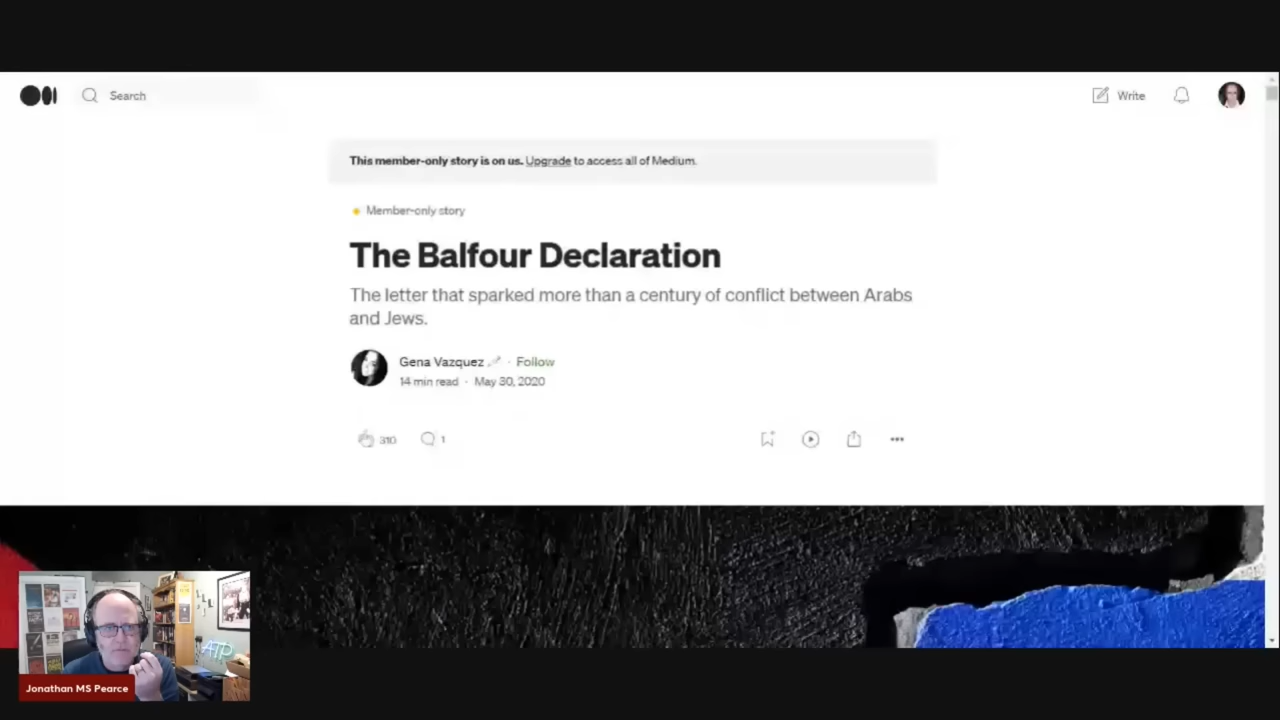 Search
Write
This member-only story is on us. Upgrade to access all of Medium.
Member-only story
The Balfour Declaration
The letter that sparked more than a century of conflict between Arabs
and Jews.
Gena Vazquez · Follow
14 min read · May 30, 2020
310
1
ATP
Jonathan MS Pearce